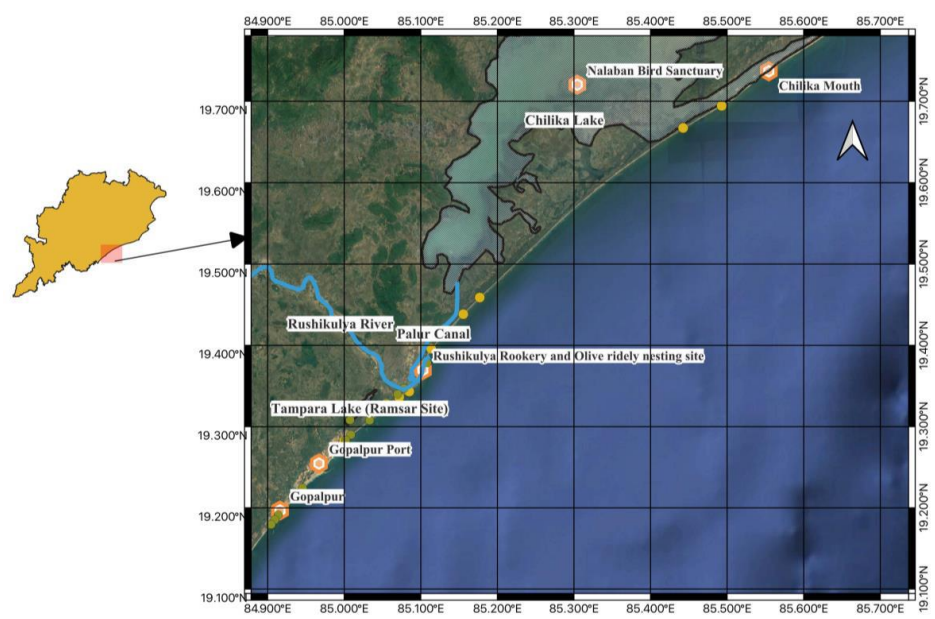 84.900°E 85.000°E 85.100°E 85.200°E 85.300°E 85.400°E 85.500°E 85.600°E 85.700°E
Nalaban Bird Sanctuary
Chilika Mouth
19.700°N 19.700°N
Chilika Lake
19.600°N 19.600°N
19.500°N 19.500°N
Rushikulya River
Palur Canal
19.400°N 19.400°N
Rushikulya Rookery and Olive ridely nesting site
Tampara Lake (Ramsar Site)
19.300°N 19.300°N
Gopalpur Port
Gopalpur
19.200°N 19.200°N
19.100°N 19.100°N
84.900°E 85.000°E 85.100°E 85.200°E 85.300°E 85.400°E 85.500°E 85.600°E 85.700°E